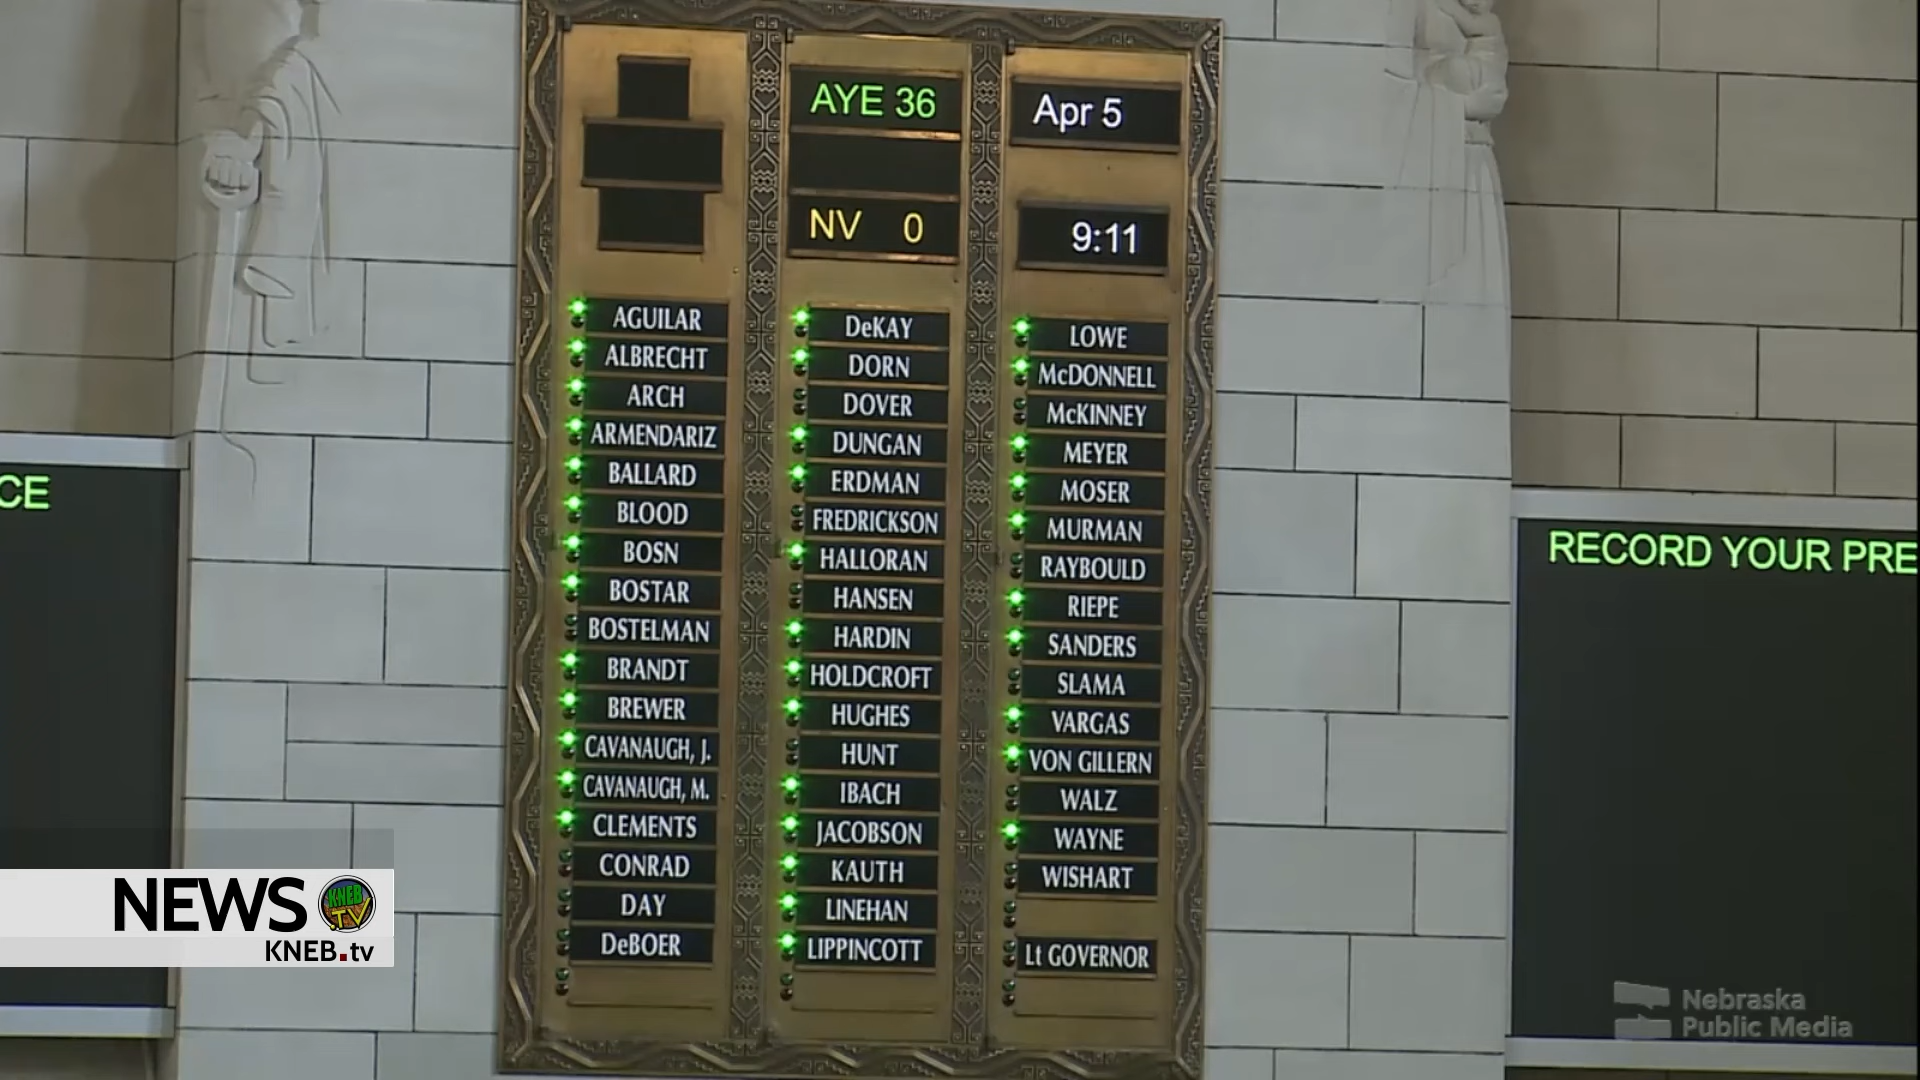 AYE 36
NV 0
Apr 5
9:11
AGUILAR
ALBRECHT
ARCH
ARMENDARIZ
BALLARD
BLOOD
BOSN
BOSTAR
BOSTELMAN
BRANDT
BREWER
CAVANAUGH, J.
CAVANAUGH, M.
CLEMENTS
CONRAD
DAY
DeBOER
DeKAY
DORN
DOVER
DUNGAN
ERDMAN
FREDRICKSON
HALLORAN
HANSEN
HARDIN
HOLDCROFT
HUGHES
HUNT
IBACH
JACOBSON
KAUTH
LINEHAN
LIPPINCOTT
LOWE
McDONNELL
McKINNEY
MEYER
MOSER
MURMAN
RAYBOULD
RIEPE
SANDERS
SLAMA
VARGAS
VON GILLERN
WALZ
WAYNE
WISHART
Lt GOVERNOR
CE
RECORD YOUR PRE
NEWS
KNEB
.TV
KNEB.tv
Nebraska
Public Media